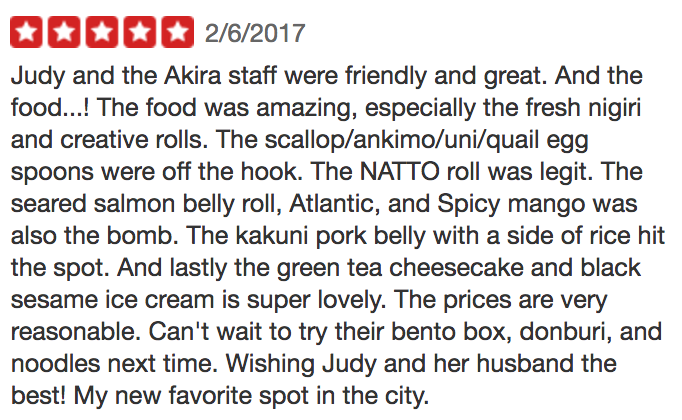 2/6/2017
Judy and the Akira staff were friendly and great. And the
food...! The food was amazing, especially the fresh nigiri
and creative rolls. The scallop/ankimo/uni/quail egg
spoons were off the hook. The NATTO roll was legit. The
seared salmon belly roll, Atlantic, and Spicy mango was
also the bomb. The kakuni pork belly with a side of rice hit
the spot. And lastly the green tea cheesecake and black
sesame ice cream is super lovely. The prices are very
reasonable. Can't wait to try their bento box, donburi, and
noodles next time. Wishing Judy and her husband the
best! My new favorite spot in the city.